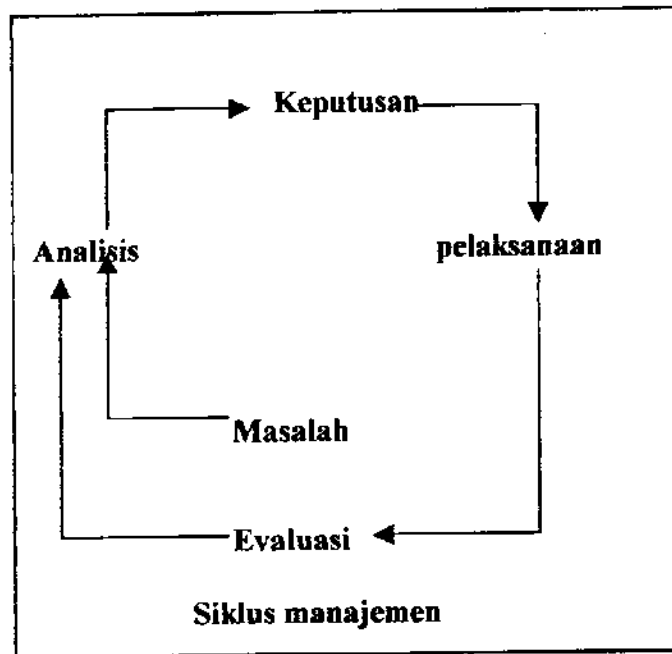 Keputusan
Analisis
pelaksanaan
Masalah
Evaluasi
Siklus manajemen